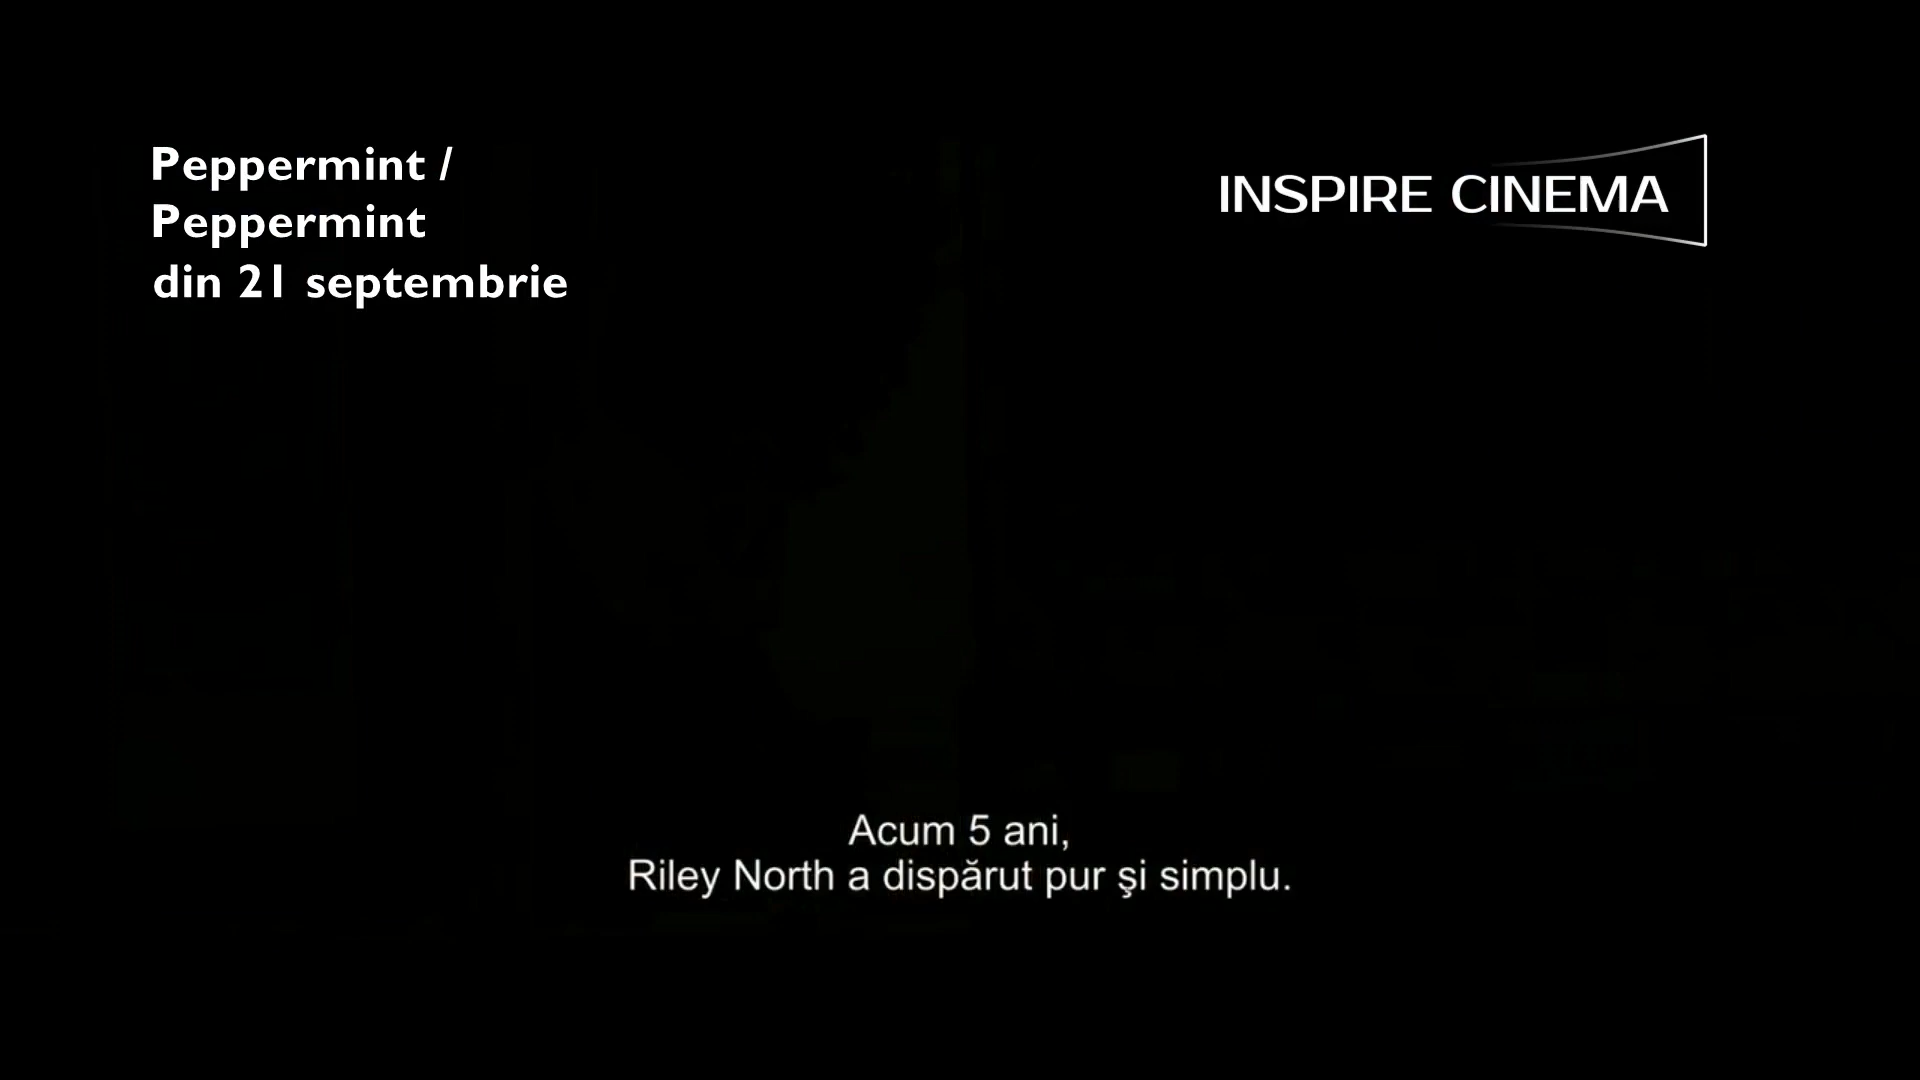 Peppermint /
Peppermint
din 21 septembrie
INSPIRE CINEMA
Acum 5 ani,
Riley North a dispărut pur şi simplu.